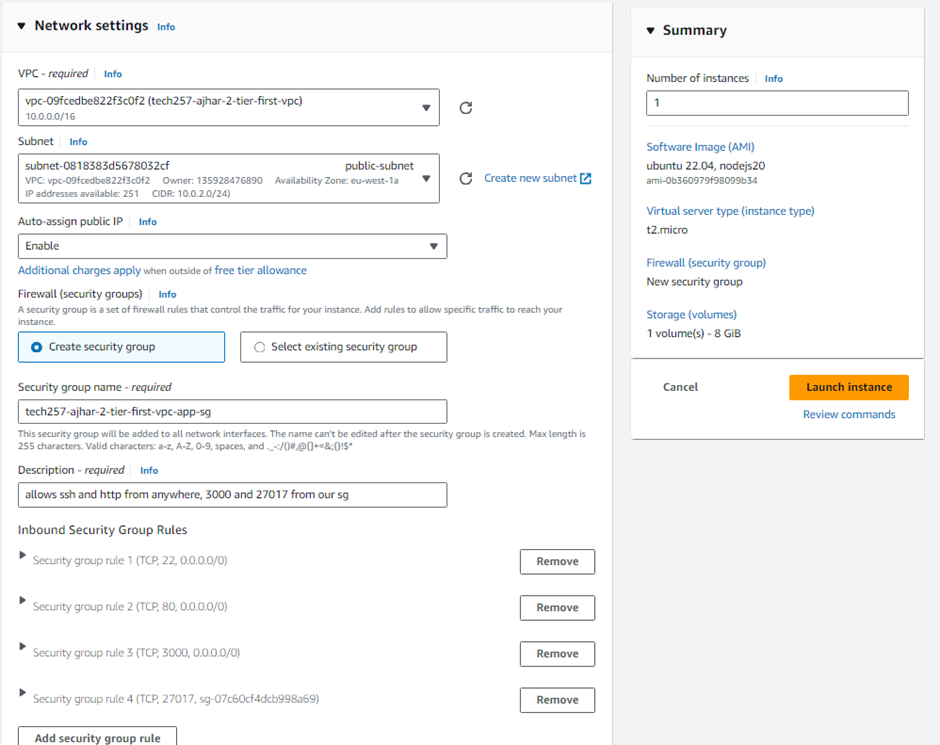 Network settings Info
VPC - required Info
vpc-09fcedbe822f3c0f2 (tech257-ajhar-2-tier-first-vpc)
10.0.0.0/16
Subnet Info
subnet-0818383d5678032cf public-subnet
VPC: vpc-09fcedbe822f3c0f2 Owner: 135928476890 Availability Zone: eu-west-1a
IP addresses available: 251 CIDR: 10.0.2.0/24)
Create new subnet
Auto-assign public IP Info
Enable
Additional charges apply when outside of free tier allowance
Firewall (security groups) Info
A security group is a set of firewall rules that control the traffic for your instance. Add rules to allow specific traffic to reach your
instance.
Create security group
Select existing security group
Security group name - required
tech257-ajhar-2-tier-first-vpc-app-sg
This security group will be added to all network interfaces. The name can't be edited after the security group is created. Max length is
255 characters. Valid characters: a-z, A-Z, 0-9, spaces, and ._-:/()#,@[]+=&;{}!$*
Description - required Info
allows ssh and http from anywhere, 3000 and 27017 from our sg
Inbound Security Group Rules
Security group rule 1 (TCP, 22, 0.0.0.0/0)
Remove
Security group rule 2 (TCP, 80, 0.0.0.0/0)
Remove
Security group rule 3 (TCP, 3000, 0.0.0.0/0)
Remove
Security group rule 4 (TCP, 27017, sg-07c60cf4dcb998a69)
Remove
Add security group rule
Summary
Number of instances Info
1
Software Image (AMI)
ubuntu 22.04, nodejs20
ami-0b360979f98099b34
Virtual server type (instance type)
t2.micro
Firewall (security group)
New security group
Storage (volumes)
1 volume(s) - 8 GiB
Cancel
Launch instance
Review commands